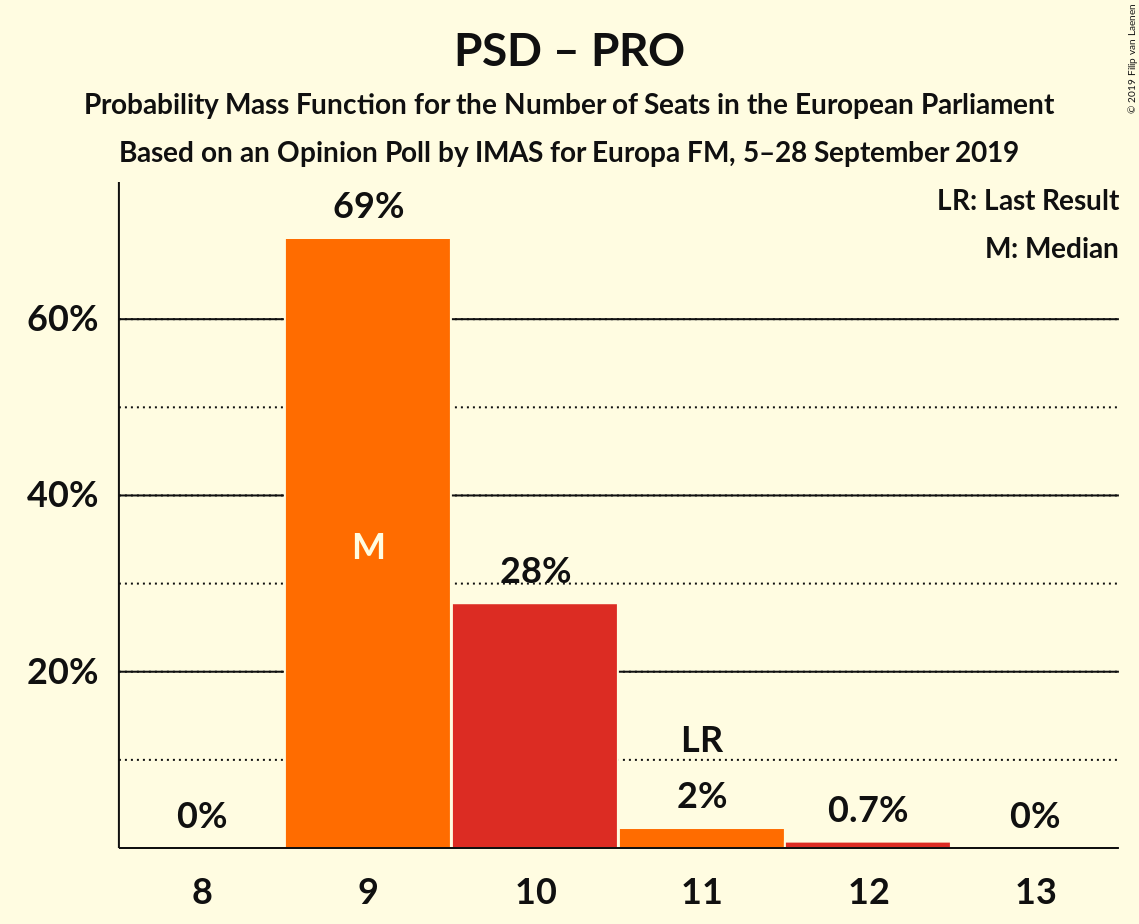 PSD – PRO
Probability Mass Function for the Number of Seats in the European Parliament
Based on an Opinion Poll by IMAS for Europa FM, 5–28 September 2019
© 2019 Filip van Laenen
LR: Last Result
M: Median
69%
60%
40%
M
28%
20%
LR
0%
2%
0.7%
0%
8 9 10 11 12 13